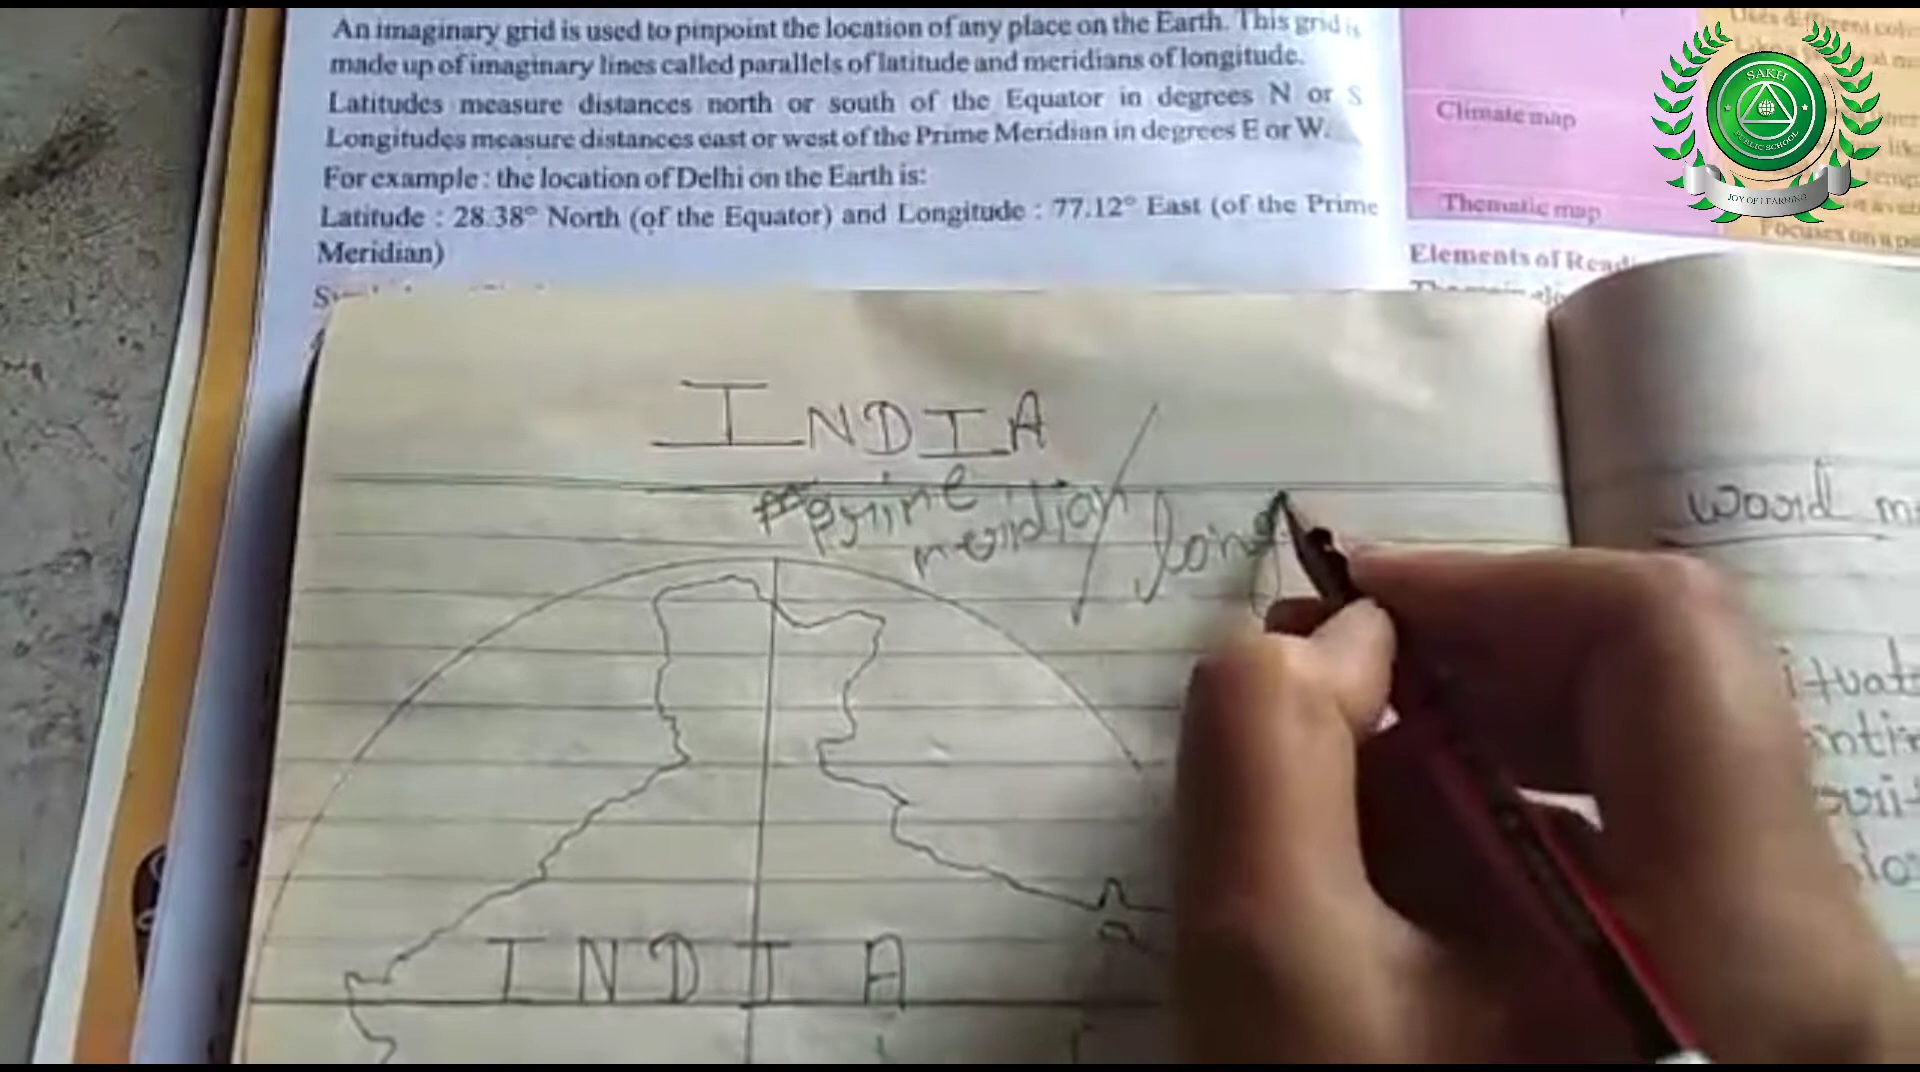 An imaginary grid is used to pinpoint the location of any place on the Earth. This grid is
made up of imaginary lines called parallels of latitude and meridians of longitude.
Latitudes measure distances north or south of the Equator in degrees N or S
Longitudes measure distances east or west of the Prime Meridian in degrees E or W.
For example : the location of Delhi on the Earth is:
Latitude : 28.38° North (of the Equator) and Longitude : 77.12° East (of the Prime
Meridian)
Climate map
Thematic map
Focuses on a
Elements of
SAKH
PUBLIC SCHOOL
JOY OF LEARNING
INDIA
Prime
meridian / long
INDIA
word